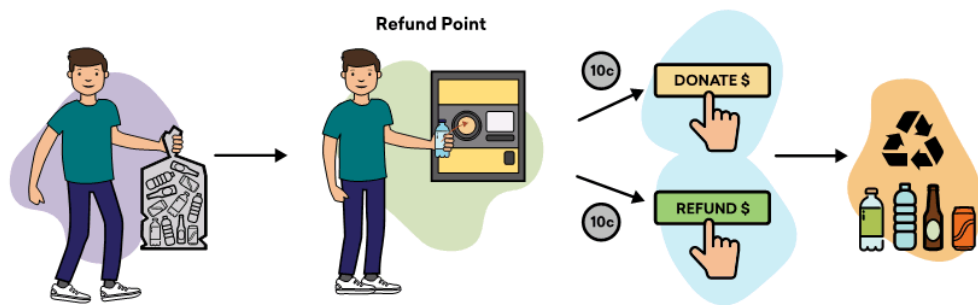 Refund Point
10c
DONATE $
10c
REFUND $